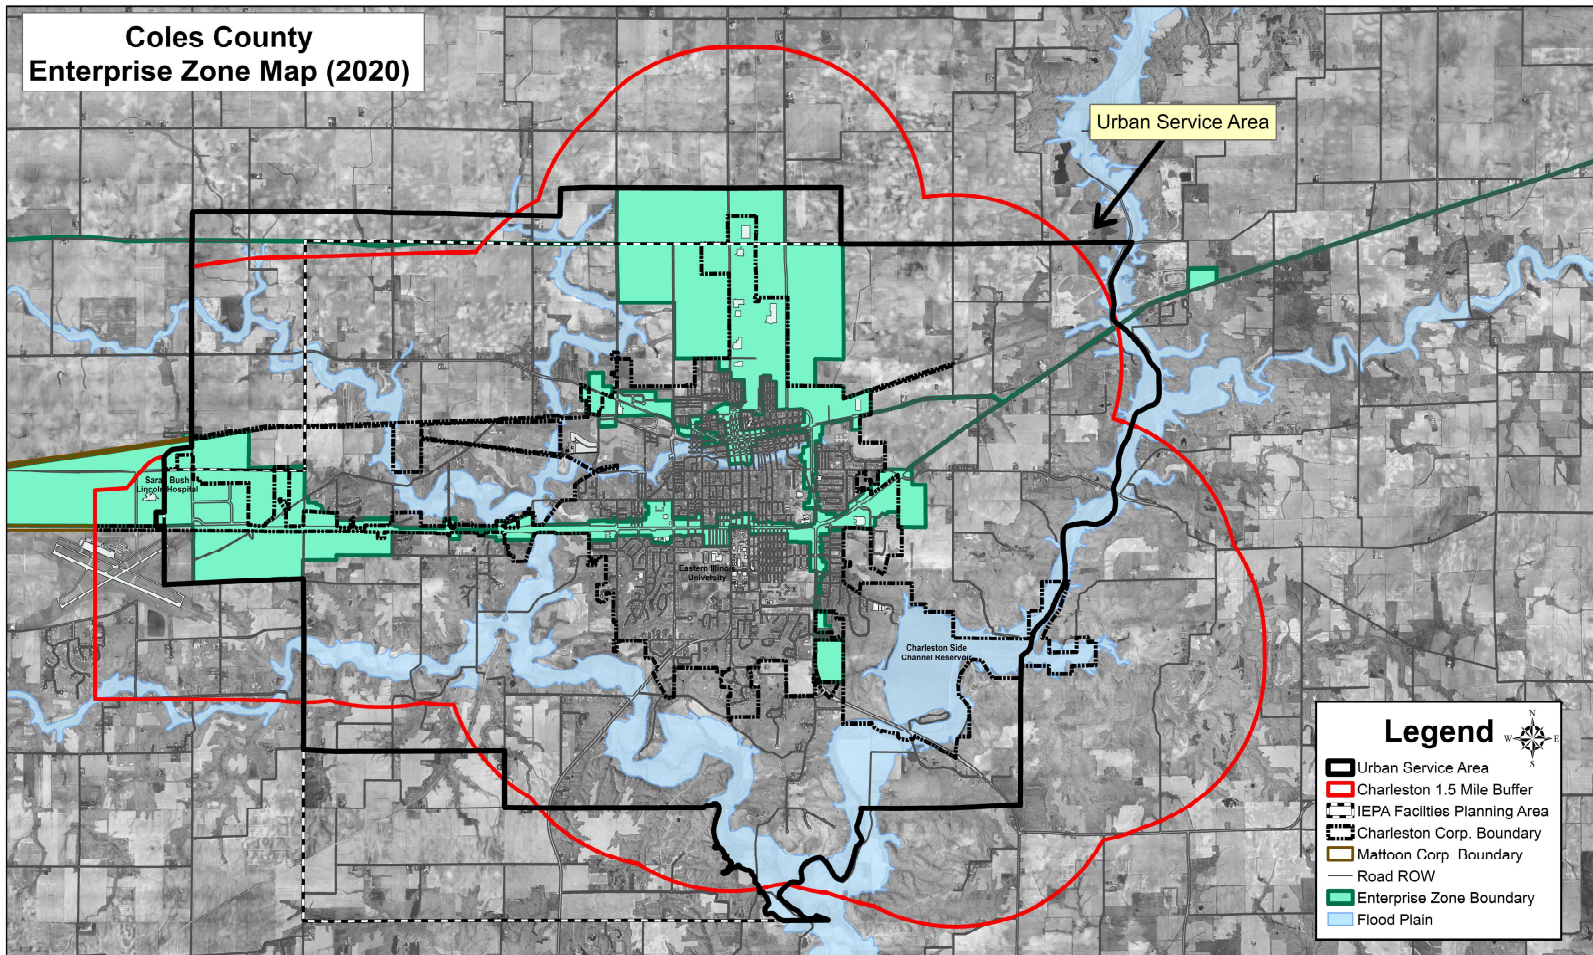 Coles County
Enterprise Zone Map (2020)
Urban Service Area
Sarah Bush
Lincoln Hospital
Eastern Illinois
University
Charleston Side
Channel Reservoir
Legend
N
W
E
S
Urban Service Area
Charleston 1.5 Mile Buffer
IEPA Facilties Planning Area
Charleston Corp. Boundary
Mattoon Corp. Boundary
Road ROW
Enterprise Zone Boundary
Flood Plain